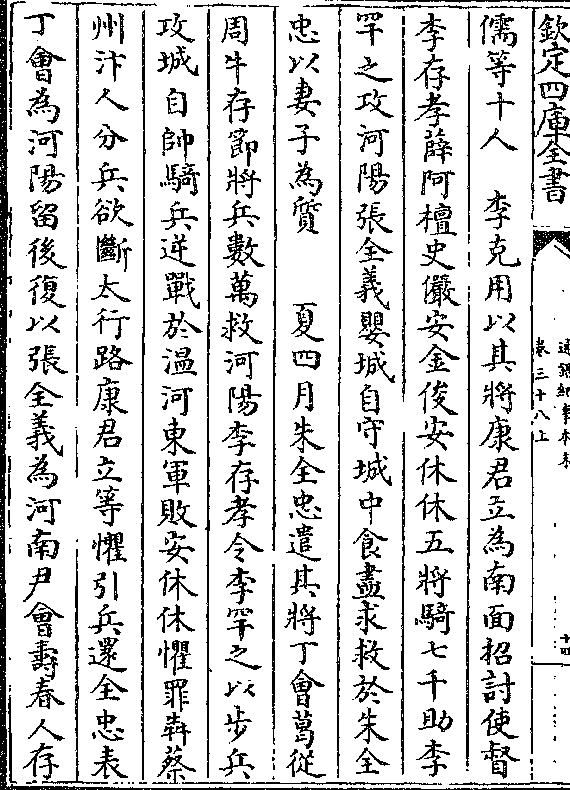 欽定四庫全書
通鑑紀事本末
卷三十八上
十四
儒等十人　李克用以其將康君立為南面招討使督
李存孝薛阿檀史儼安金俊安休休五將騎七千助李
罕之攻河陽張全義嬰城自守城中食盡求救於朱全
忠以妻子為質　夏四月朱全忠遣其將丁會葛從
周牛存節將兵數萬救河陽李存孝令李罕之以步兵
攻城自帥騎兵逆戰於溫河東軍敗安休休懼罪奔蔡
州汴人分兵欲斷太行路康君立等懼引兵還全忠表
丁會為河陽留後復以張全義為河南尹會壽春人存